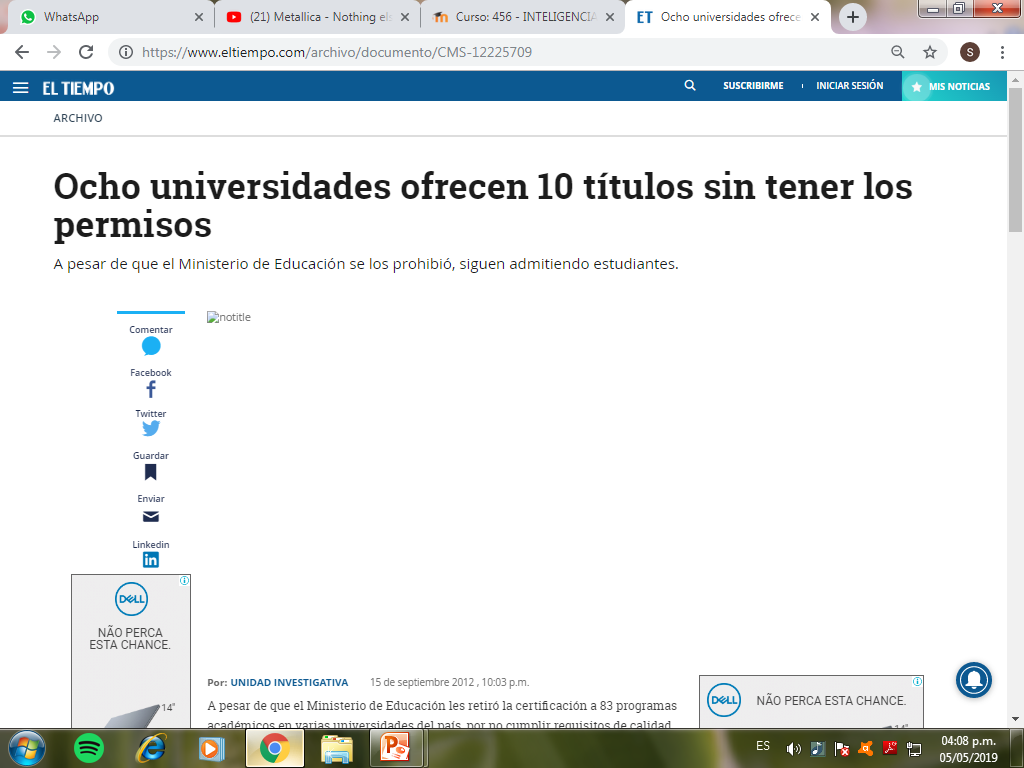 WhatsApp
(21) Metallica - Nothing els
Curso: 456 - INTELIGENCIA
ET Ocho universidades ofrece
https://www.eltiempo.com/archivo/documento/CMS-12225709
S
EL TIEMPO
SUSCRIBIRME
INICIAR SESIÓN
MIS NOTICIAS
ARCHIVO
Ocho universidades ofrecen 10 títulos sin tener los
permisos
A pesar de que el Ministerio de Educación se los prohibió, siguen admitiendo estudiantes.
notitle
Comentar
Facebook
Twitter
Guardar
Enviar
Linkedin
DELL
NÃO PERCA
ESTA CHANCE.
14"
Por: UNIDAD INVESTIGATIVA 15 de septiembre 2012 , 10:03 p.m.
A pesar de que el Ministerio de Educación les retiró la certificación a 83 programas
académicos en varias universidades del país, por no cumplir requisitos de calidad
DELL
NÃO PERCA ESTA CHANCE.
14"
ES
04:08 p.m.
05/05/2019